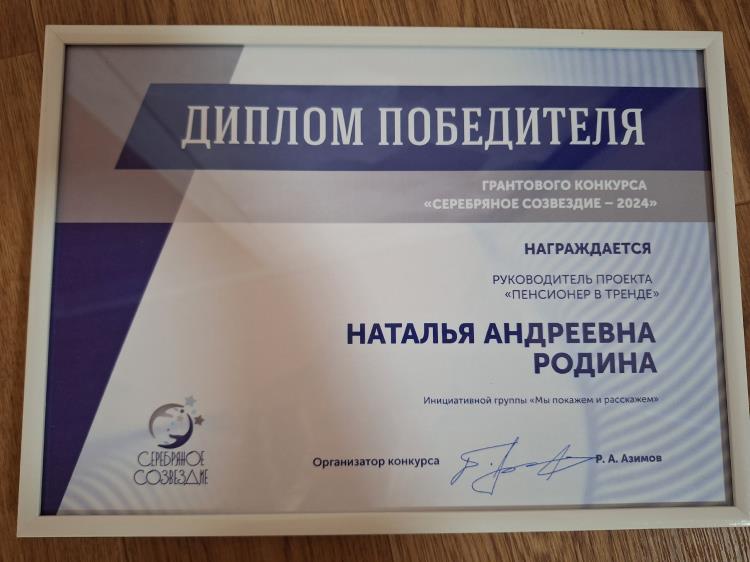 ДИПЛОМ ПОБЕДИТЕЛЯ
ГРАНТОВОГО КОНКУРСА
«СЕРЕБРЯНОЕ СОЗВЕЗДИЕ – 2024»
НАГРАЖДАЕТСЯ
РУКОВОДИТЕЛЬ ПРОЕКТА
«ПЕНСИОНЕР В ТРЕНДЕ»
НАТАЛЬЯ АНДРЕЕВНА
РОДИНА
Инициативной группы «Мы покажем и расскажем»
СЕРЕБРЯНОЕ
СОЗВЕЗДИЕ
Организатор конкурса Р. А. Азимов